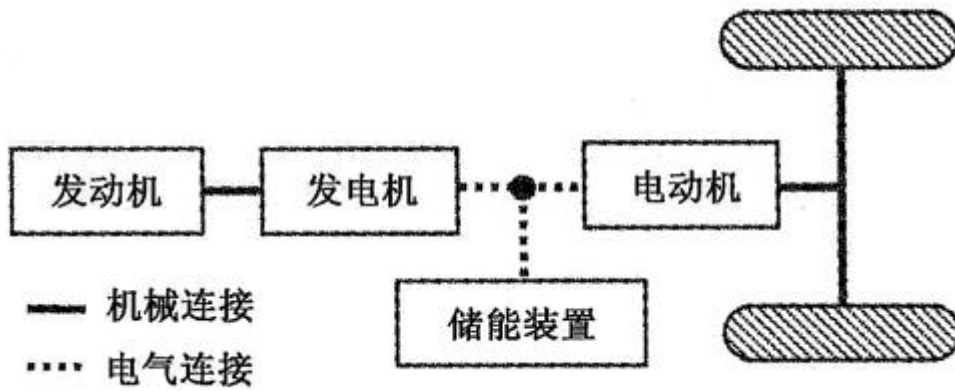 发动机
发电机
电动机
储能装置
机械连接
电气连接